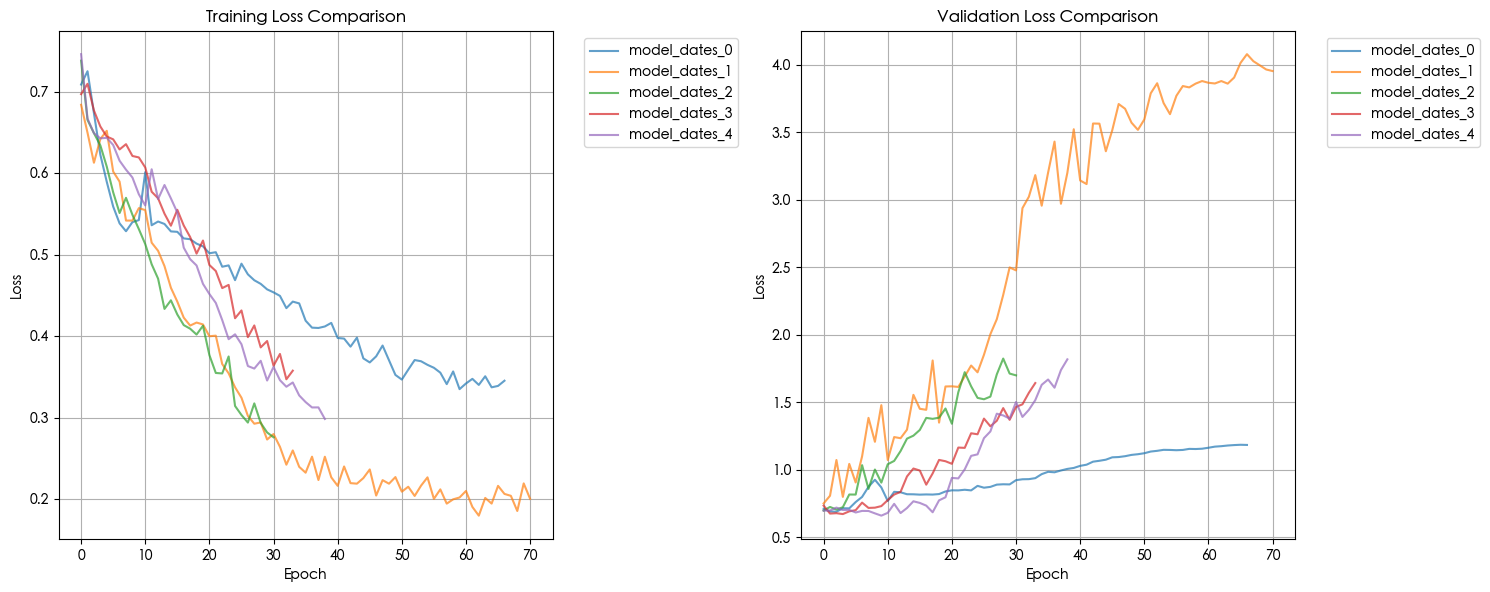 Training Loss Comparison
Loss
0.7
0.6
0.5
0.4
0.3
0.2
0 10 20 30 40 50 60 70
Epoch
model_dates_0
model_dates_1
model_dates_2
model_dates_3
model_dates_4
Validation Loss Comparison
Loss
4.0
3.5
3.0
2.5
2.0
1.5
1.0
0.5
0 10 20 30 40 50 60 70
Epoch
model_dates_0
model_dates_1
model_dates_2
model_dates_3
model_dates_4